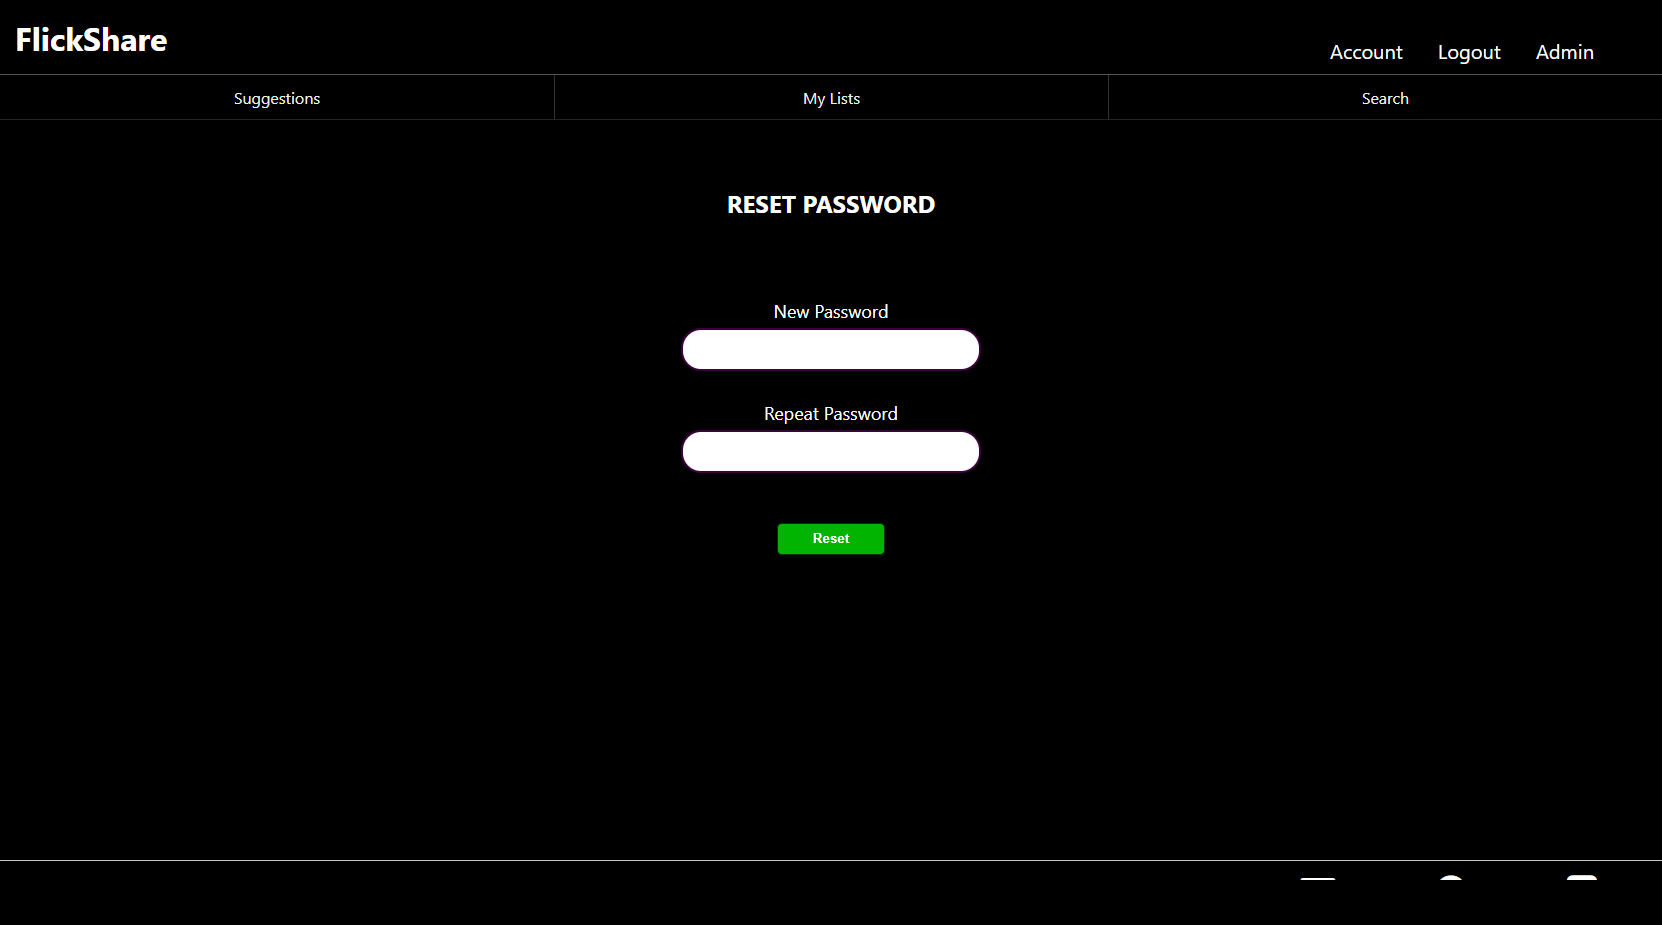 FlickShare
Account Logout Admin
Suggestions My Lists Search
RESET PASSWORD
New Password
Repeat Password
Reset